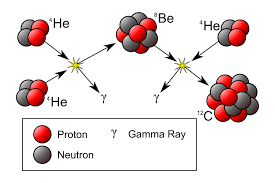 ⁴He
⁸Be
⁴He
⁴He
γ
γ
¹²C
Proton
γ Gamma Ray
Neutron